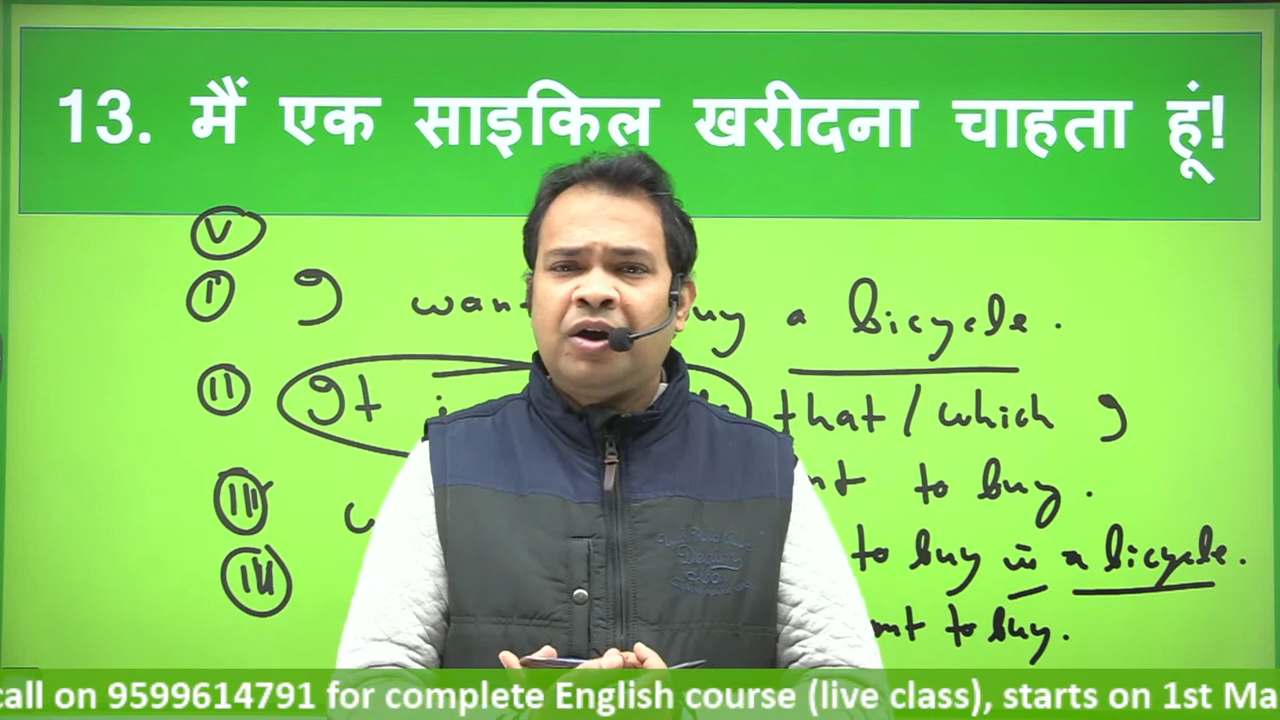 13. मैं एक साइकिल खरीदना चाहता हूं!
V
I I want buy a bicycle.
II It that / which I
III want to buy.
to buy is a bicycle.
want to buy.
call on 9599614791 for complete English course (live class), starts on 1st Ma